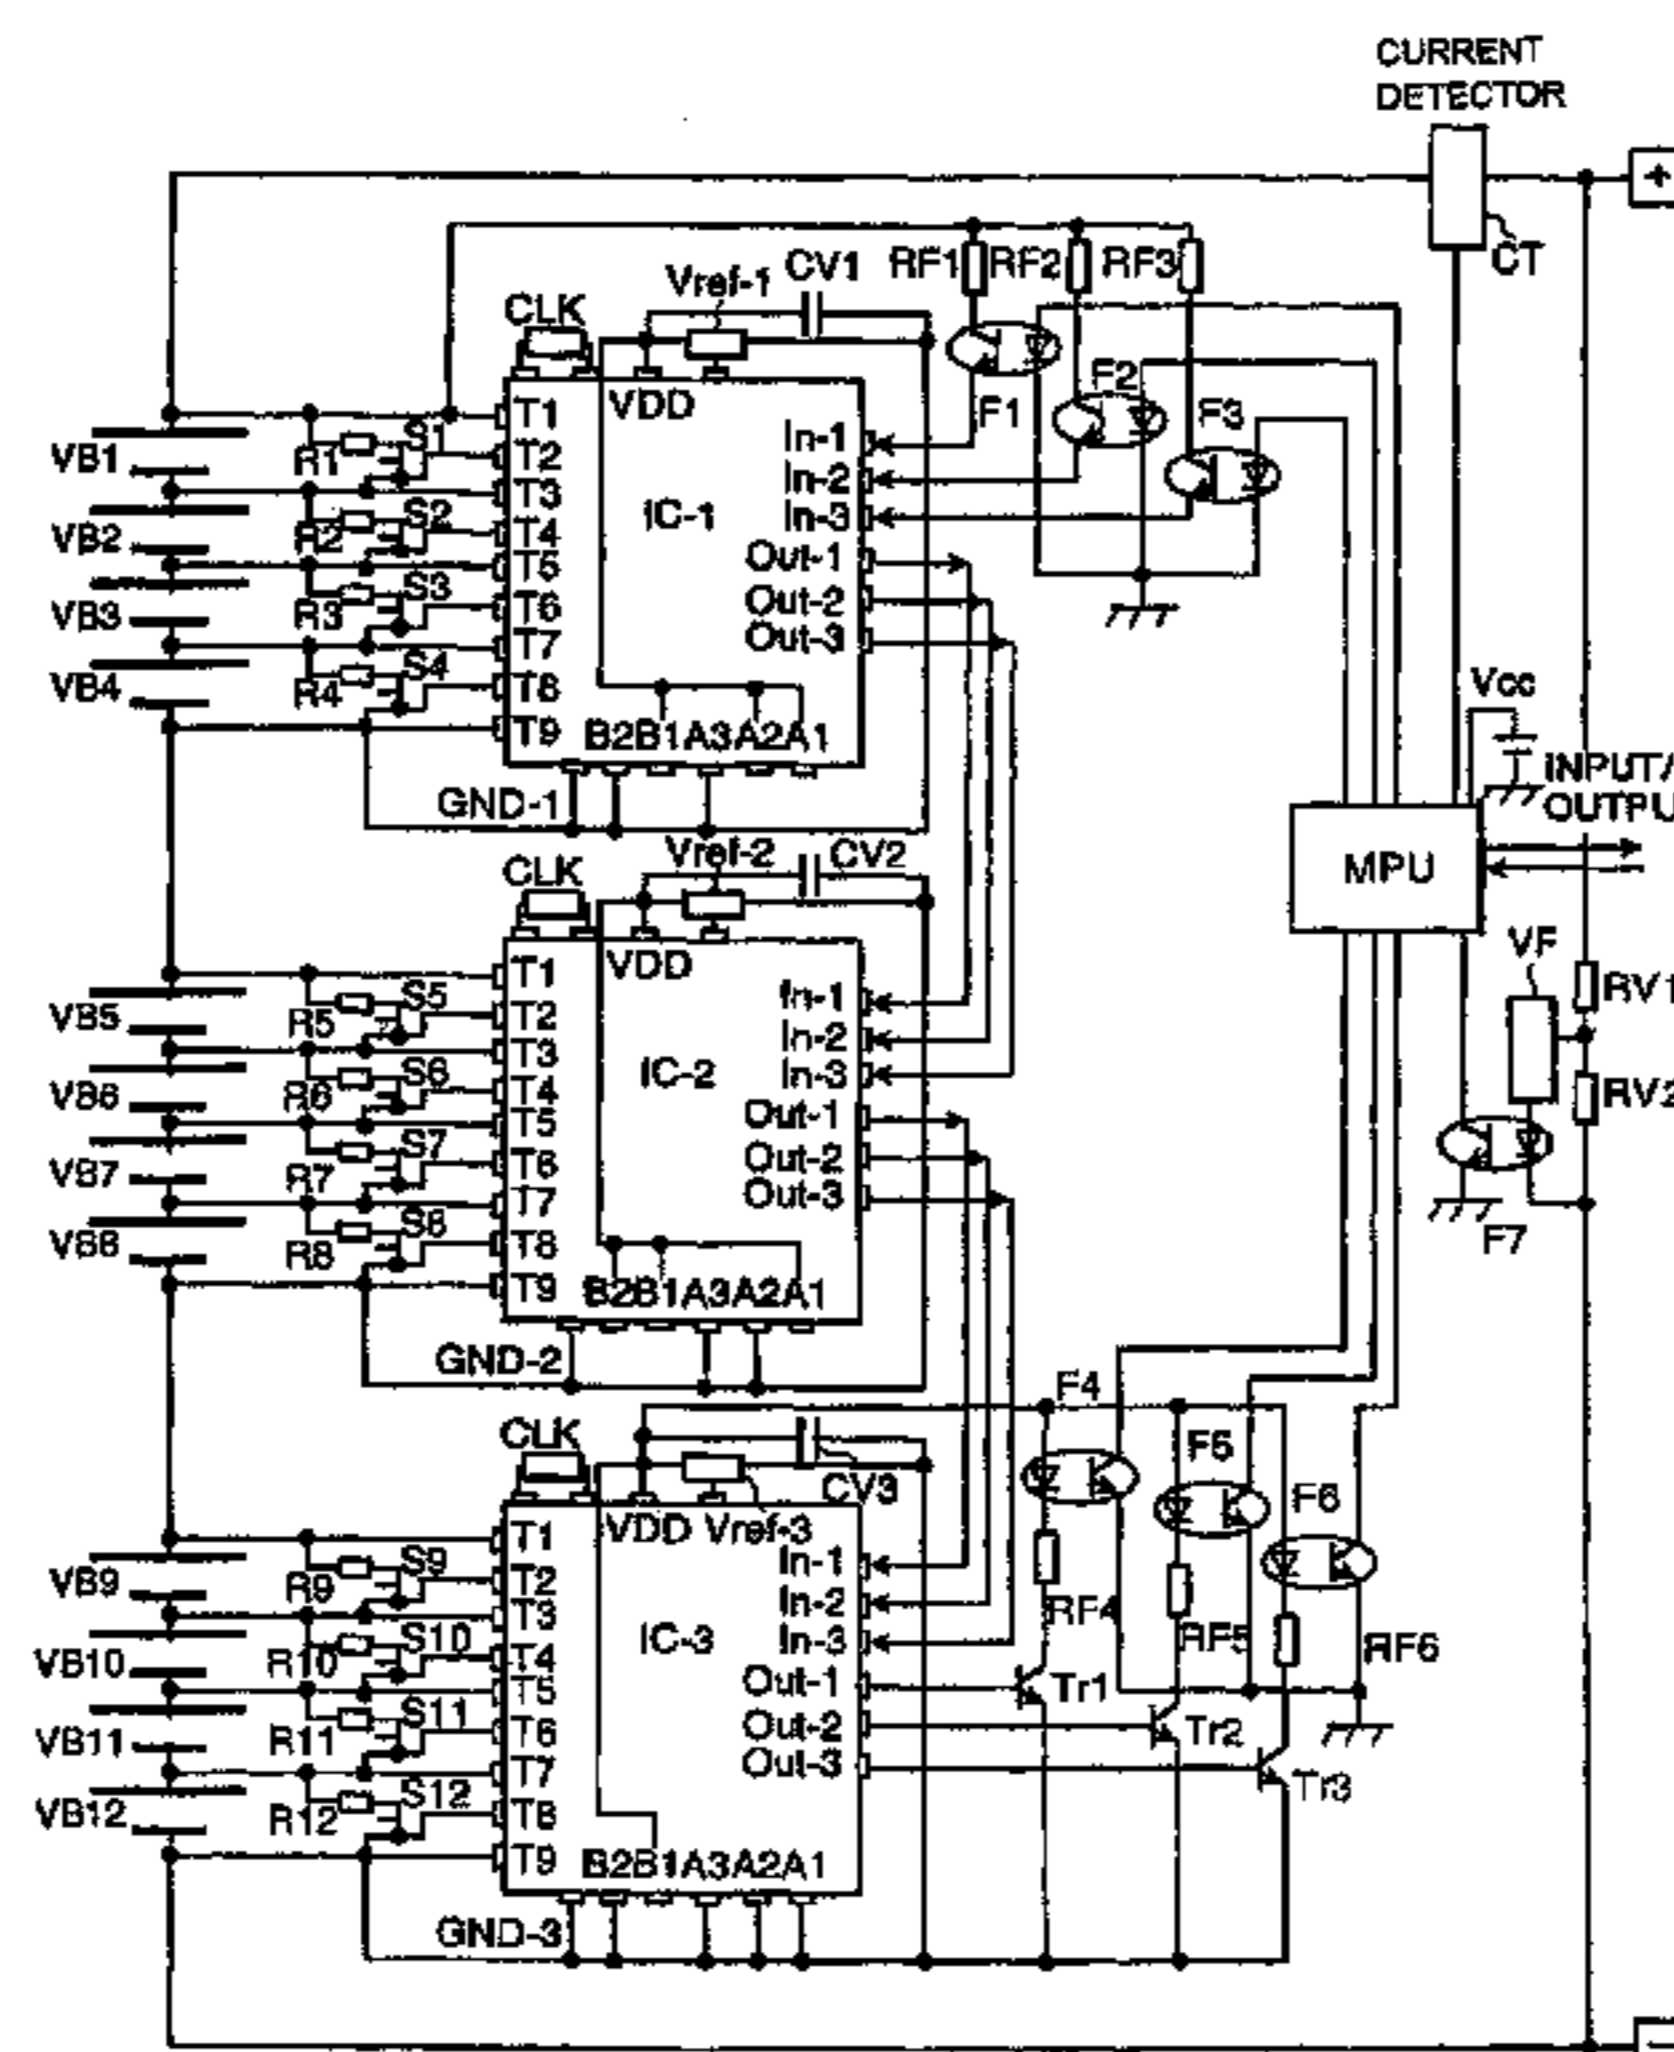 CURRENT
DETECTOR
+
CT
RF1 RF2 RF3
Vref-1 CV1
CLK
F1 F2 F3
VDD
T1
T2
T3
T4
T5
T6
T7
T8
T9
In-1
In-2
In-3
Out-1
Out-2
Out-3
IC-1
B2B1A3A2A1
GND-1
VB1 R1 S1
VB2 R2 S2
VB3 R3 S3
VB4 R4 S4
Vcc
INPUT/
OUTPU
MPU
Vref-2 CV2
CLK
VDD
T1
T2
T3
T4
T5
T6
T7
T8
T9
In-1
In-2
In-3
Out-1
Out-2
Out-3
IC-2
B2B1A3A2A1
GND-2
VB5 R5 S5
VB6 R6 S6
VB7 R7 S7
VB8 R8 S8
VF
RV1
RV2
F7
F4
F5
F6
CLK
CV3
VDD Vref-3
T1
T2
T3
T4
T5
T6
T7
T8
T9
In-1
In-2
In-3
Out-1
Out-2
Out-3
IC-3
B2B1A3A2A1
GND-3
VB9 R9 S9
VB10 R10 S10
VB11 R11 S11
VB12 R12 S12
RF4
RF5
RF6
Tr1
Tr2
Tr3